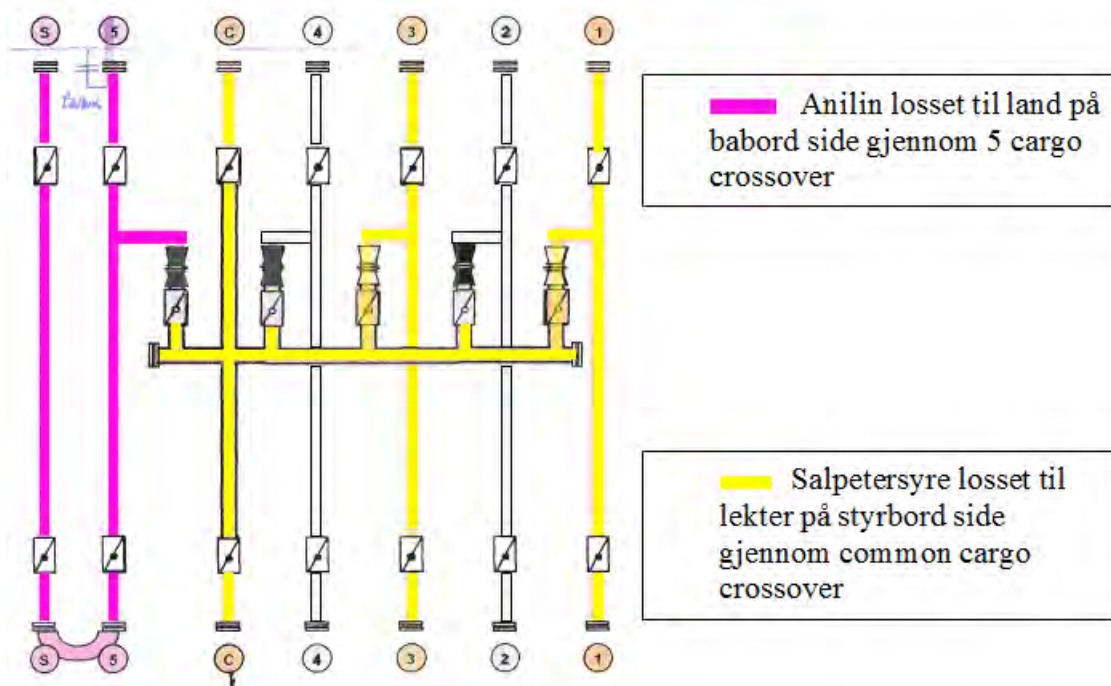 S 5 C 4 3 2 1
Anilin losset til land på
babord side gjennom 5 cargo
crossover
Salpetersyre losset til
lekter på styrbord side
gjennom common cargo
crossover
S 5 C 4 3 2 1